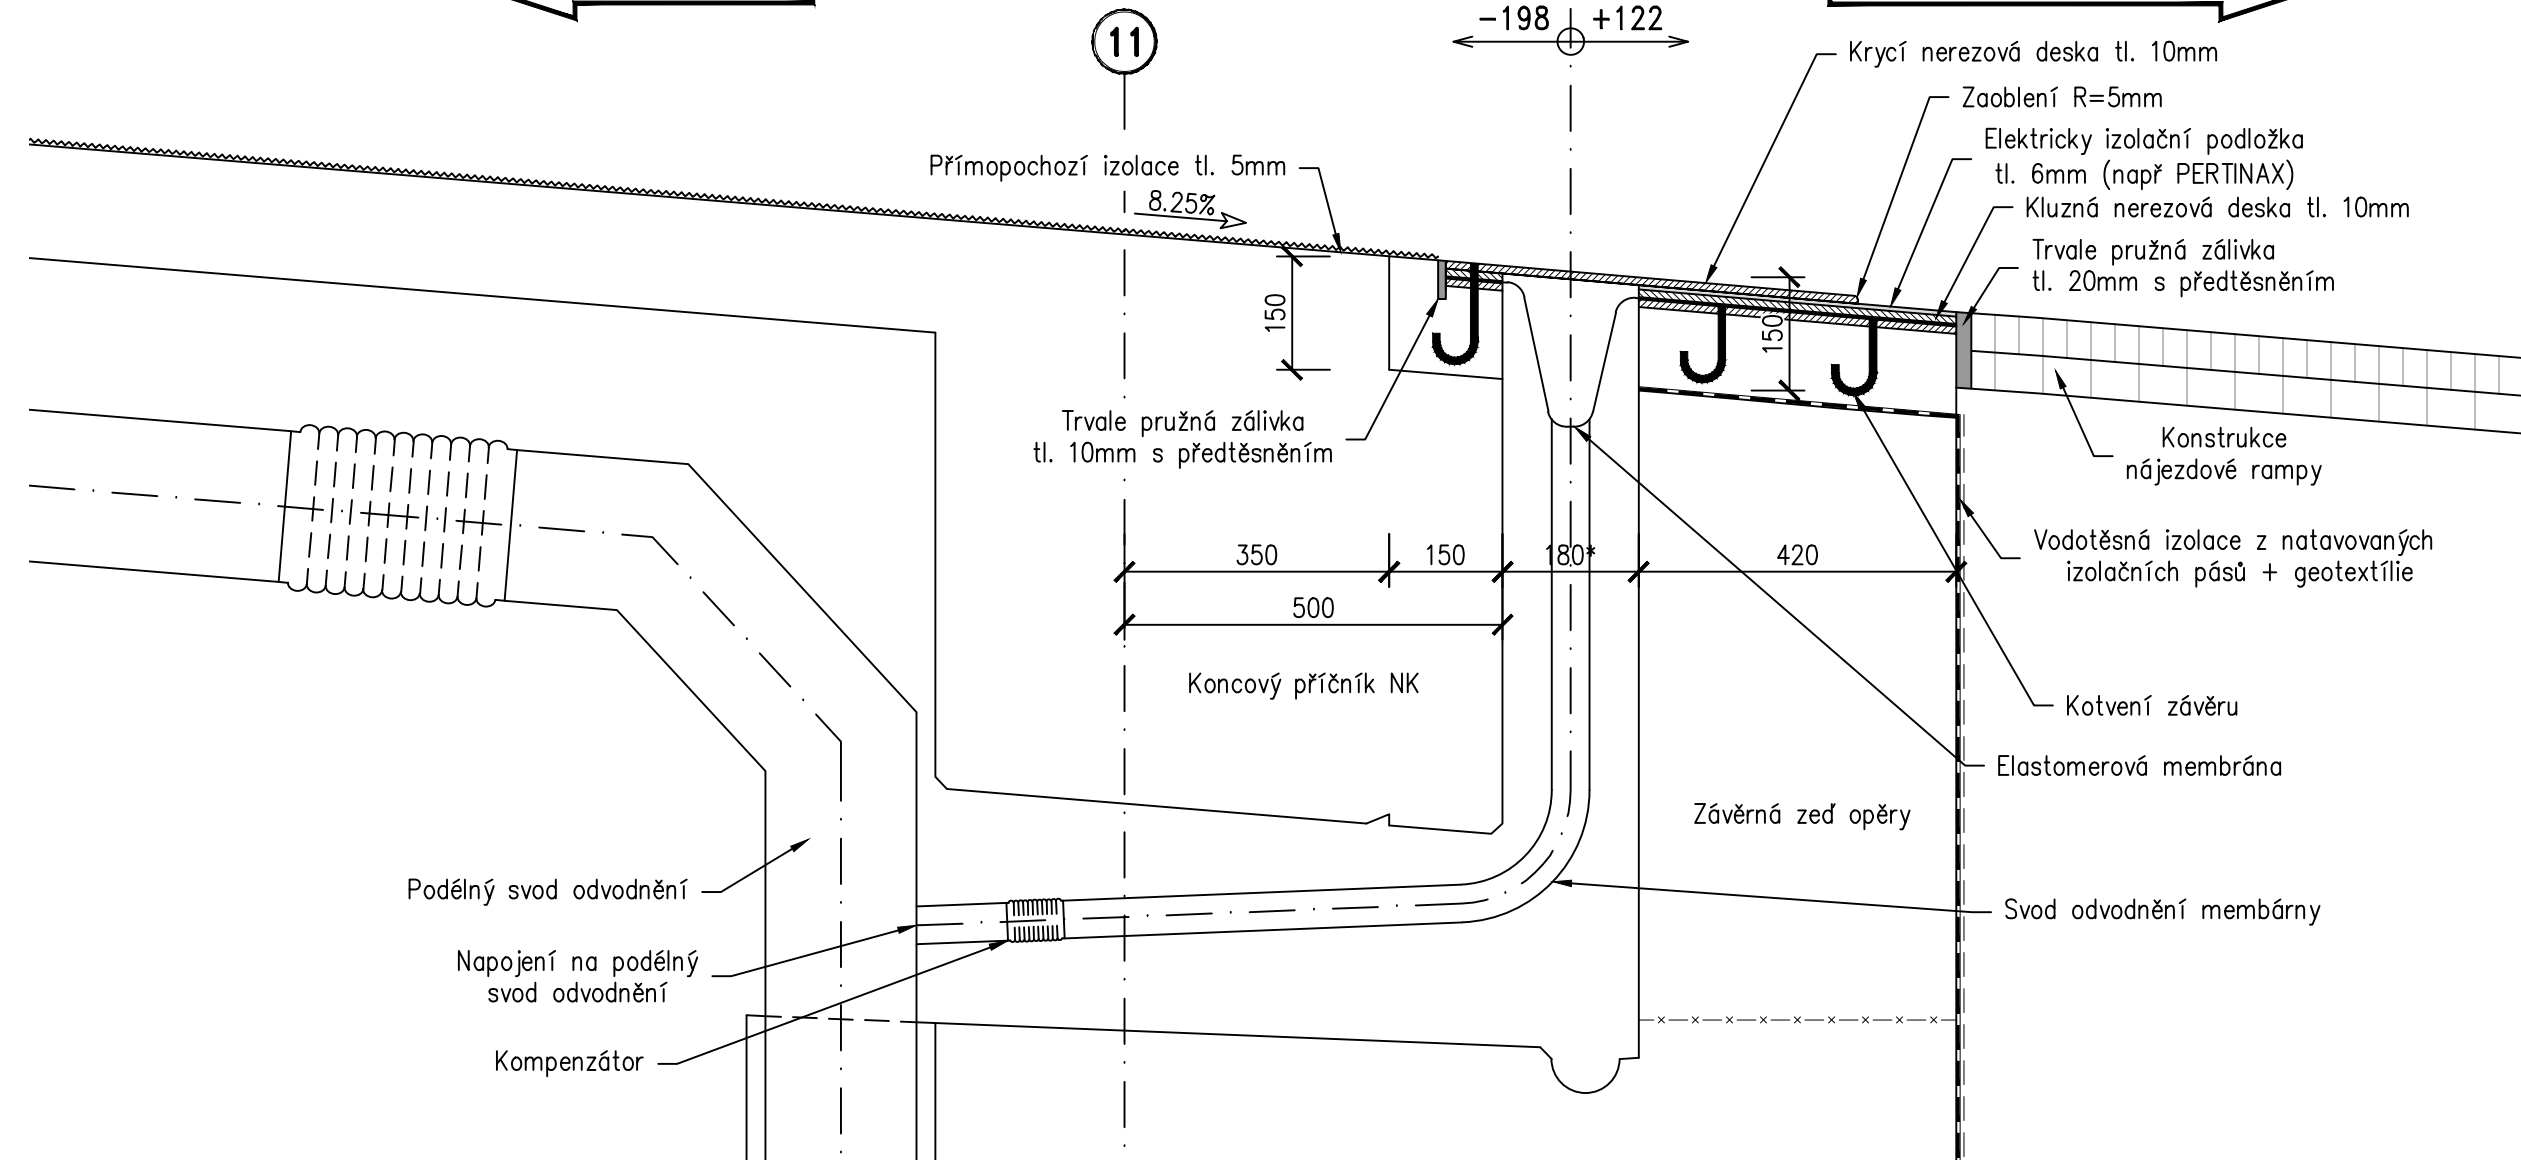 -198 +122
11
Krycí nerezová deska tl. 10mm
Zaoblení R=5mm
Elektricky izolační podložka
tl. 6mm (např PERTINAX)
Přímopochozí izolace tl. 5mm
8.25%
Kluzná nerezová deska tl. 10mm
Trvale pružná zálivka
tl. 20mm s předtěsněním
150
150
Trvale pružná zálivka
tl. 10mm s předtěsněním
Konstrukce
nájezdové rampy
350
150
180*
420
Vodotěsná izolace z natavovaných
izolačních pásů + geotextílie
500
Koncový příčník NK
Kotvení závěru
Elastomerová membrána
Závěrná zeď opěry
Podélný svod odvodnění
Svod odvodnění membárny
Napojení na podélný
svod odvodnění
Kompenzátor